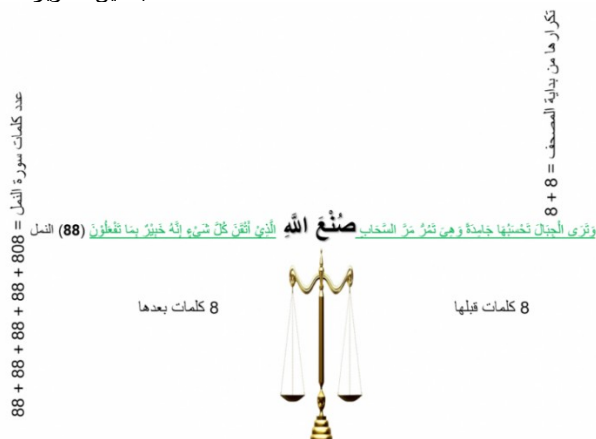 تكرارها من بداية المصحف = 8 + 8
وَتَرَى الْجِبَالَ تَحْسَبُهَا جَامِدَةً وَهِيَ تَمُرُّ مَرَّ السَّحَابِ صُنْعَ اللَّهِ الَّذِي أَتْقَنَ كُلَّ شَيْءٍ إِنَّهُ خَبِيرٌ بِمَا تَفْعَلُونَ (88) النمل
8 كلمات قبلها
8 كلمات بعدها
عدد كلمات سورة النمل = 808 + 88 + 88 + 88 + 88